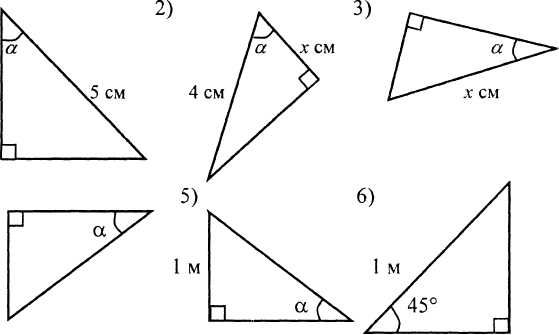 α
5 см
2)
α
x см
4 см
3)
α
x см
α
5)
1 м
α
6)
1 м
45°